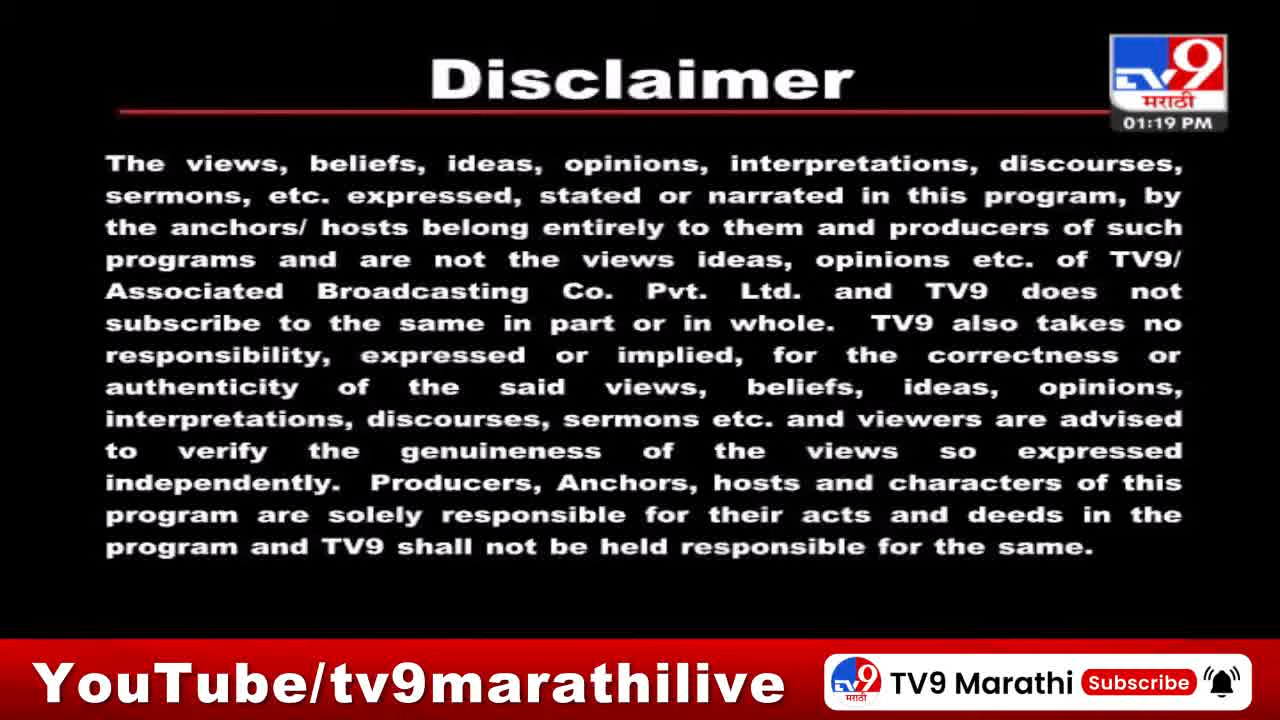 Disclaimer
TV9
मराठी
01:19 PM
The views, beliefs, ideas, opinions, interpretations, discourses,
sermons, etc. expressed, stated or narrated in this program, by
the anchors/ hosts belong entirely to them and producers of such
programs and are not the views ideas, opinions etc. of TV9/
Associated Broadcasting Co. Pvt. Ltd. and TV9 does not
subscribe to the same in part or in whole. TV9 also takes no
responsibility, expressed or implied, for the correctness or
authenticity of the said views, beliefs, ideas, opinions,
interpretations, discourses, sermons etc. and viewers are advised
to verify the genuineness of the views so expressed
independently. Producers, Anchors, hosts and characters of this
program are solely responsible for their acts and deeds in the
program and TV9 shall not be held responsible for the same.
YouTube/tv9marathilive
TV9
मराठी
TV9 Marathi
Subscribe